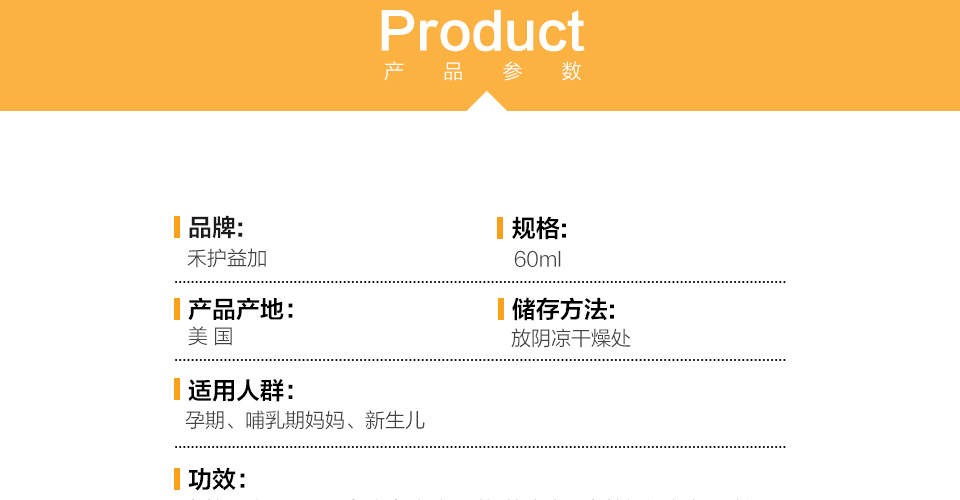 Product
产品参数
品牌:
规格:
禾护益加
60ml
产品产地:
储存方法:
美 国
放阴凉干燥处
适用人群:
孕期、哺乳期妈妈、新生儿
功效: